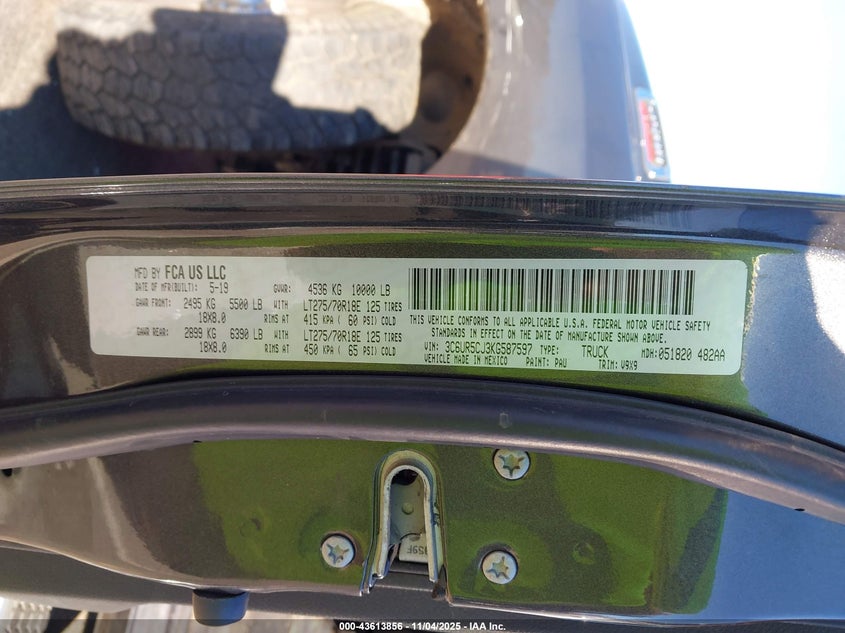 MFD BY FCA US LLC
DATE OF MFR(BUILT): 5-19 GVWR: 4536 KG 10000 LB
GAWR FRONT: 2495 KG 5500 LB WITH LT275/70R18E 125 TIRES
18X8.0 RIMS AT 415 KPA ( 60 PSI) COLD
GAWR REAR: 2899 KG 6390 LB WITH LT275/70R18E 125 TIRES
18X8.0 RIMS AT 450 KPA ( 65 PSI) COLD
THIS VEHICLE CONFORMS TO ALL APPLICABLE U.S.A. FEDERAL MOTOR VEHICLE SAFETY
STANDARDS IN EFFECT ON THE DATE OF MANUFACTURE SHOWN ABOVE.
VIN: 3C6UR5CJ3KG587597 TYPE: TRUCK MDH: 051820 482AA
VEHICLE MADE IN MEXICO PAINT: PAU TRIM: V9X9
000-43613856 - 11/04/2025 - IAA Inc.